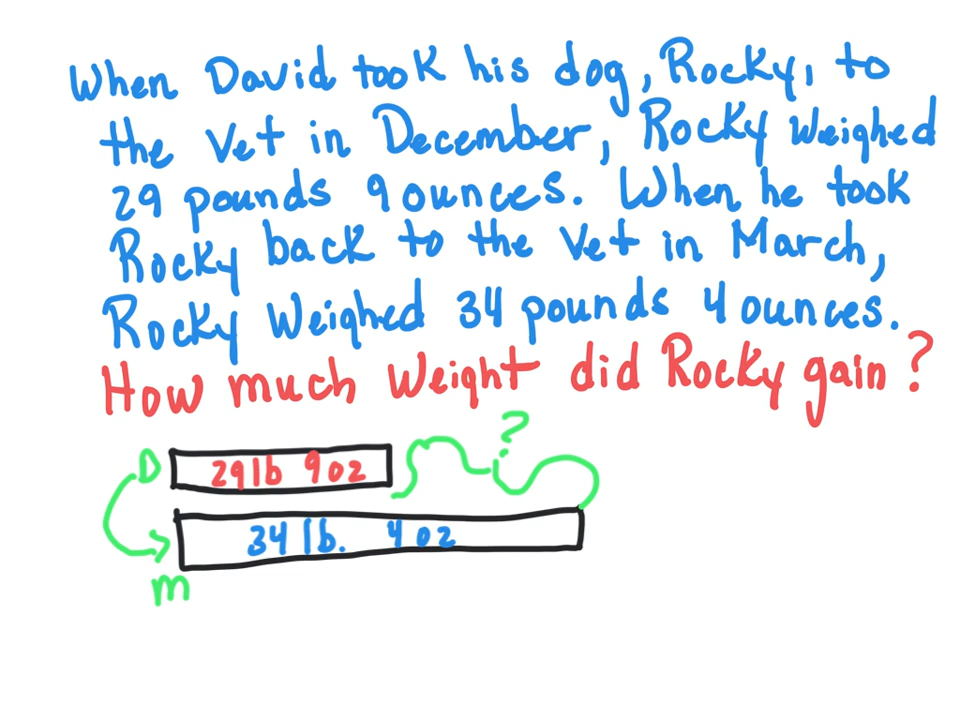 When David took his dog, Rocky, to
the Vet in December, Rocky Weighed
29 pounds 9 ounces. When he took
Rocky back to the Vet in March,
Rocky Weighed 34 pounds 4 ounces.
How much Weight did Rocky gain?
?
D 29 lb 9 oz
34 lb. 4 oz
m